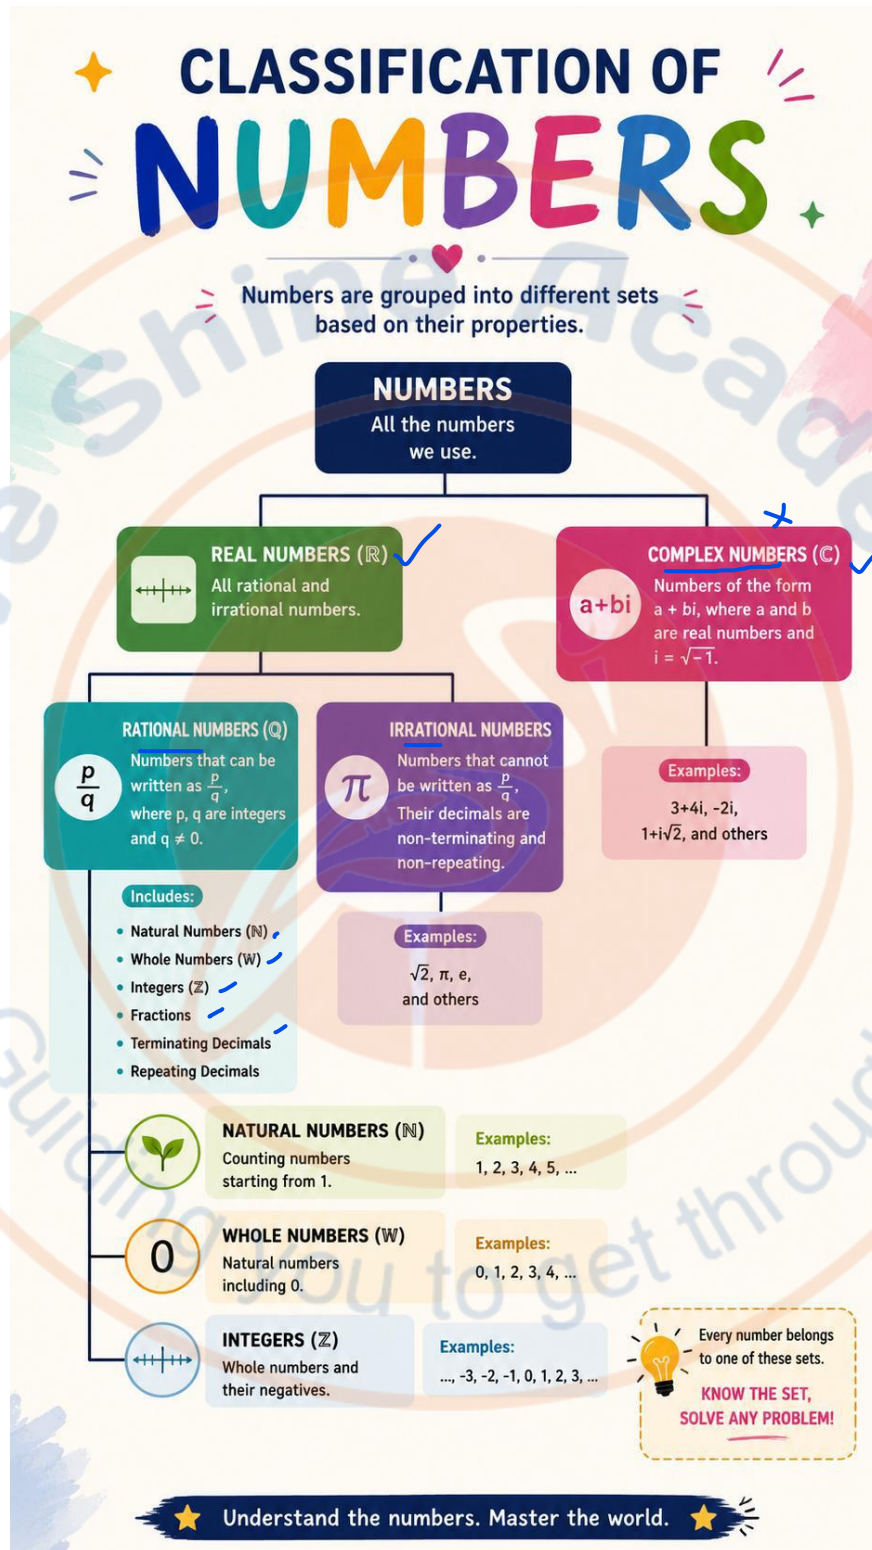 CLASSIFICATION OF
NUMBERS
Numbers are grouped into different sets
based on their properties.
NUMBERS
All the numbers
we use.
REAL NUMBERS (ℝ)
All rational and
irrational numbers.
COMPLEX NUMBERS (ℂ)
a+bi
Numbers of the form
a + bi, where a and b
are real numbers and
i = √-1.
RATIONAL NUMBERS (ℚ)
p/q
Numbers that can be
written as p/q,
where p, q are integers
and q ≠ 0.
IRRATIONAL NUMBERS
π
Numbers that cannot
be written as p/q,
Their decimals are
non-terminating and
non-repeating.
Examples:
3+4i, -2i,
1+i√2, and others
Includes:
• Natural Numbers (ℕ)
• Whole Numbers (𝕎)
• Integers (ℤ)
• Fractions
• Terminating Decimals
• Repeating Decimals
Examples:
√2, π, e,
and others
NATURAL NUMBERS (ℕ)
Counting numbers
starting from 1.
Examples:
1, 2, 3, 4, 5, ...
0
WHOLE NUMBERS (𝕎)
Natural numbers
including 0.
Examples:
0, 1, 2, 3, 4, ...
INTEGERS (ℤ)
Whole numbers and
their negatives.
Examples:
..., -3, -2, -1, 0, 1, 2, 3, ...
Every number belongs
to one of these sets.
KNOW THE SET,
SOLVE ANY PROBLEM!
Understand the numbers. Master the world.
Shine
Guiding you to get through